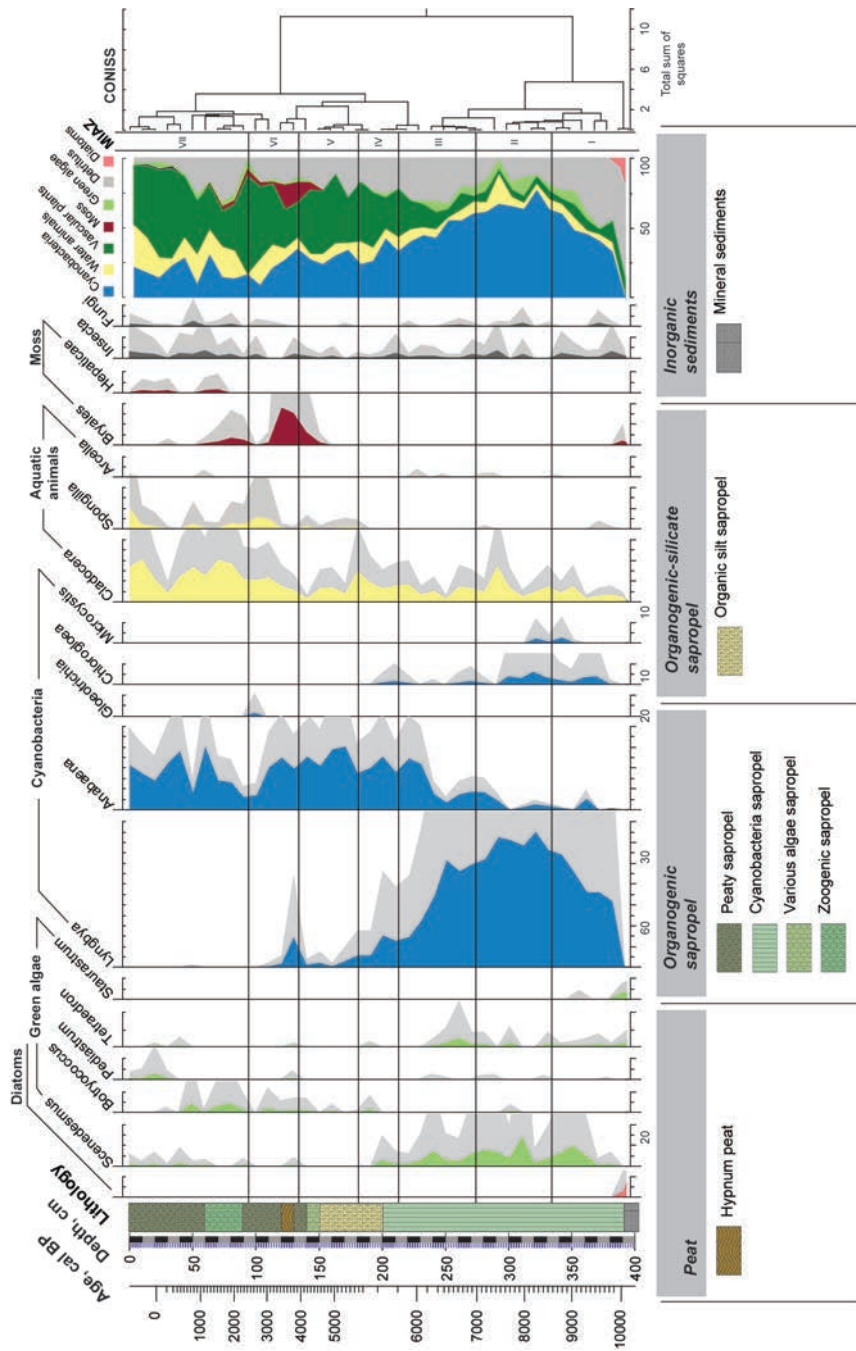 Diatoms
Green algae
Cyanobacteria
Aquatic animals
Moss
Age, cal BP
Depth, cm
Lithology
Scenedesmus
Botryococcus
Pediastrum
Tetraedron
Staurastrum
Lyngbya
Anabaena
Gloeotrichia
Chlorogloea
Microcystis
Cladocera
Spongilla
Arcella
Bryales
Hepaticae
Insecta
Fungi
Cyanobacteria
Water animals
Vascular plants
Moss
Green algae
Detritus
Diatoms
MIAZ
CONISS
0
1000
2000
3000
4000
5000
6000
7000
8000
9000
10000
0
50
100
150
200
250
300
350
400
VII
VI
V
IV
III
II
I
20
60
30
20
10
10
50
100
2
6
10
Total sum of
squares
Peat
Hypnum peat
Organogenic
sapropel
Peaty sapropel
Cyanobacteria sapropel
Various algae sapropel
Zoogenic sapropel
Organogenic-silicate
sapropel
Organic silt sapropel
Inorganic
sediments
Mineral sediments